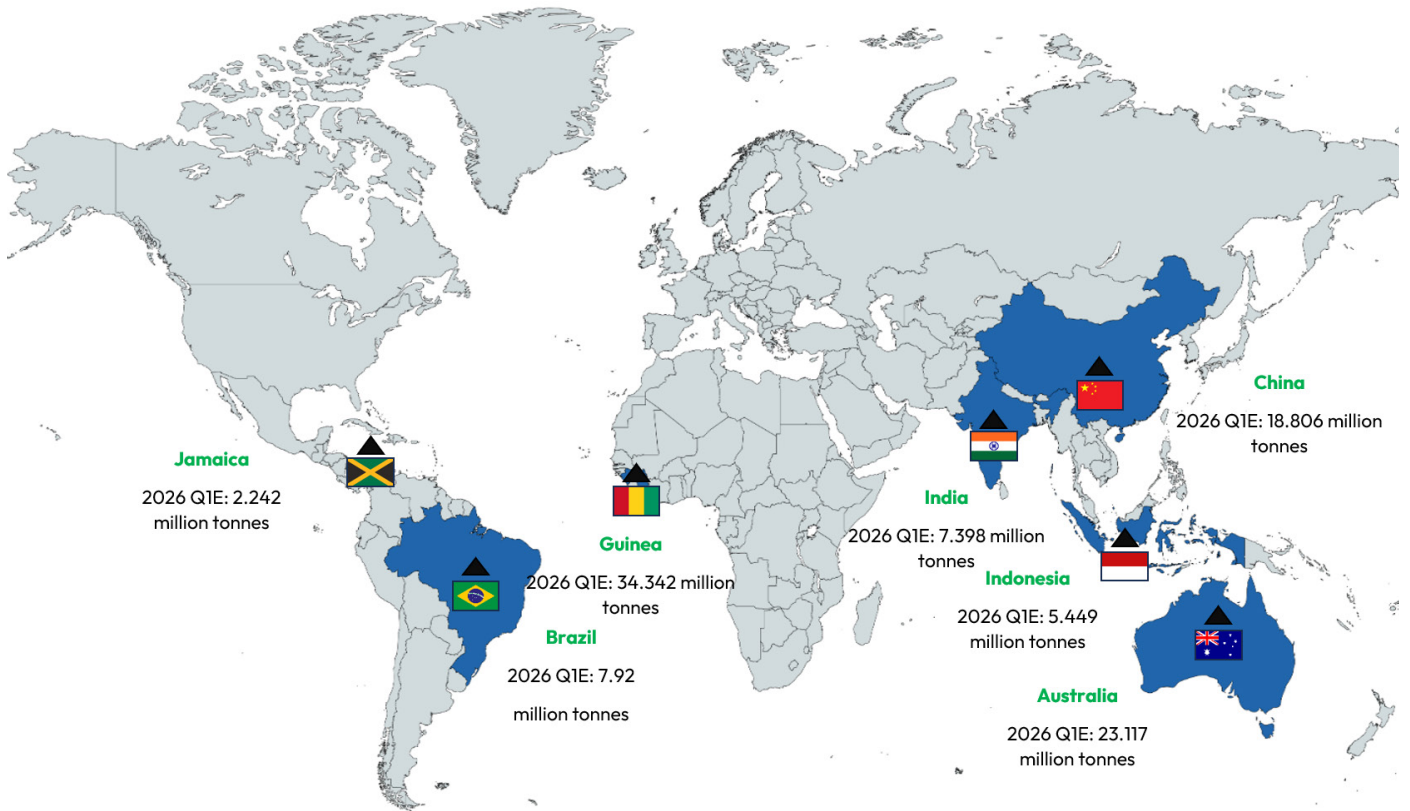 China
2026 Q1E: 18.806 million
tonnes
Jamaica
2026 Q1E: 2.242
million tonnes
India
2026 Q1E: 7.398 million
tonnes
Guinea
2026 Q1E: 34.342 million
tonnes
Indonesia
2026 Q1E: 5.449
million tonnes
Brazil
2026 Q1E: 7.92
million tonnes
Australia
2026 Q1E: 23.117
million tonnes